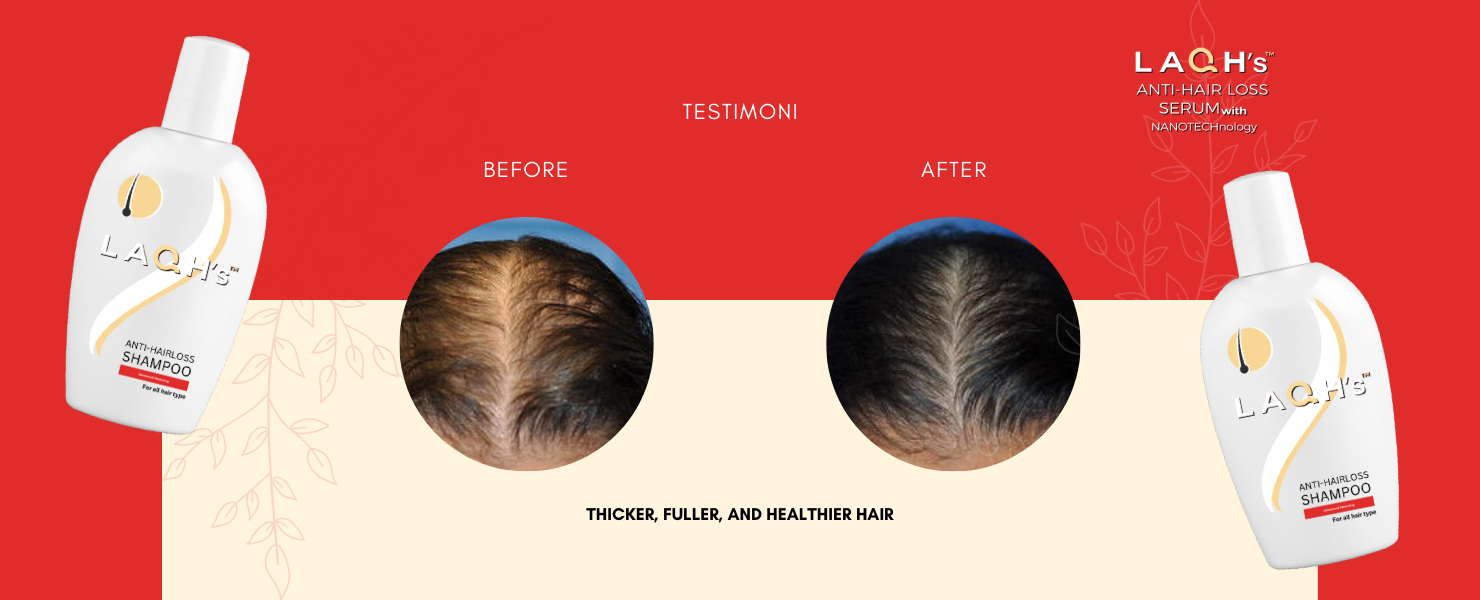 TESTIMONI
BEFORE
AFTER
LAQH's™
ANTI-HAIR LOSS
SERUM with
NANOTECHnology
LAQH's™
ANTI-HAIRLOSS
SHAMPOO
For all hair type
LAQH's™
ANTI-HAIRLOSS
SHAMPOO
For all hair type
THICKER, FULLER, AND HEALTHIER HAIR